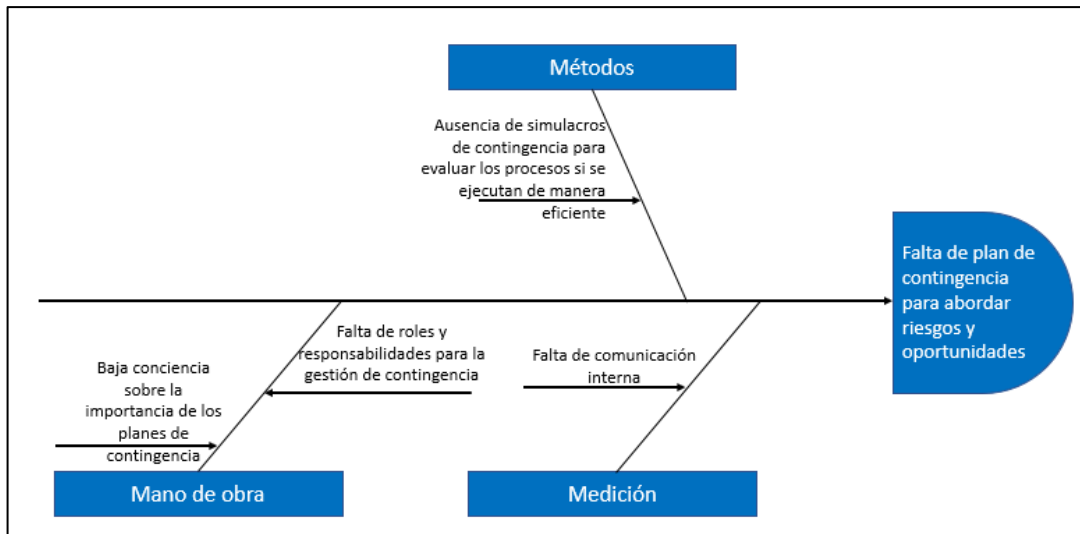 Métodos
Ausencia de simulacros
de contingencia para
evaluar los procesos si se
ejecutan de manera
eficiente
Falta de plan de
contingencia
para abordar
riesgos y
oportunidades
Falta de roles y
responsabilidades para la
gestión de contingencia
Baja conciencia
sobre la
importancia de los
planes de
contingencia
Falta de comunicación
interna
Mano de obra
Medición